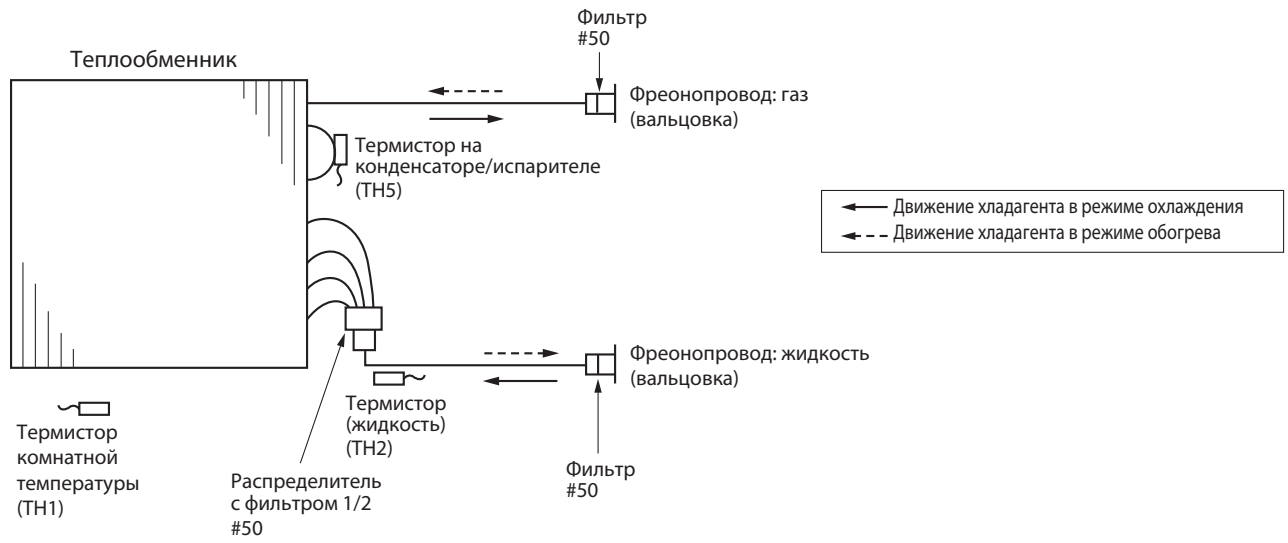 Фильтр
#50
Теплообменник
Фреонопровод: газ
(вальцовка)
Термистор на
конденсаторе/испарителе
(TH5)
Движение хладагента в режиме охлаждения
Движение хладагента в режиме обогрева
Фреонопровод: жидкость
(вальцовка)
Термистор
(жидкость)
(TH2)
Термистор
комнатной
температуры
(TH1)
Распределитель
с фильтром 1/2
#50
Фильтр
#50